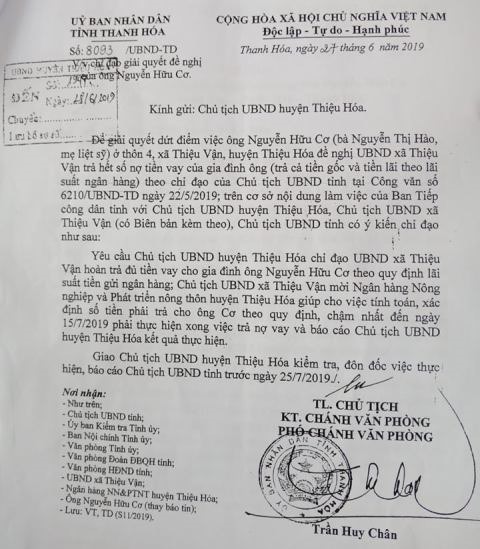 ỦY BAN NHÂN DÂN
TỈNH THANH HÓA
CỘNG HÒA XÃ HỘI CHỦ NGHĨA VIỆT NAM
Độc lập - Tự do - Hạnh phúc
Số: 8093 /UBND-TD
Thanh Hóa, ngày tháng 6 năm 2019
V/v chỉ đạo giải quyết đề nghị
của ông Nguyễn Hữu Cơ.
UBND HUYỆN
Số:
ĐẾN Ngày: 28/6/2019
Chuyển:
Lưu hồ sơ số:
Kính gửi: Chủ tịch UBND huyện Thiệu Hóa.
Để giải quyết dứt điểm việc ông Nguyễn Hữu Cơ (bà Nguyễn Thị Hào,
mẹ liệt sỹ) ở thôn 4, xã Thiệu Vận, huyện Thiệu Hóa đề nghị UBND xã Thiệu
Vận trả hết số nợ tiền vay của gia đình ông (trả cả tiền gốc và tiền lãi theo lãi
suất ngân hàng) theo chỉ đạo của Chủ tịch UBND tỉnh tại Công văn số
6210/UBND-TD ngày 22/5/2019; trên cơ sở nội dung làm việc của Ban Tiếp
công dân tỉnh với Chủ tịch UBND huyện Thiệu Hóa, Chủ tịch UBND xã
Thiệu Vận (có Biên bản kèm theo), Chủ tịch UBND tỉnh có ý kiến chỉ đạo
như sau:
Yêu cầu Chủ tịch UBND huyện Thiệu Hóa chỉ đạo UBND xã Thiệu
Vận hoàn trả đủ tiền vay cho gia đình ông Nguyễn Hữu Cơ theo quy định lãi
suất tiền gửi ngân hàng; Chủ tịch UBND xã Thiệu Vận mời Ngân hàng Nông
nghiệp và Phát triển nông thôn huyện Thiệu Hóa giúp cho việc tính toán, xác
định số tiền phải trả cho ông Cơ theo quy định, chậm nhất đến ngày
15/7/2019 phải thực hiện xong việc trả nợ vay và báo cáo Chủ tịch UBND
huyện Thiệu Hóa kết quả thực hiện.
Giao Chủ tịch UBND huyện Thiệu Hóa kiểm tra, đôn đốc việc thực
hiện, báo cáo Chủ tịch UBND tỉnh trước ngày 25/7/2019./.
Nơi nhận:
- Như trên;
- Chủ tịch UBND tỉnh;
- Ủy ban Kiểm tra Tỉnh ủy;
- Ban Nội chính Tỉnh ủy;
- Văn phòng Tỉnh ủy;
- Văn phòng Đoàn ĐBQH tỉnh;
- Văn phòng HĐND tỉnh;
- UBND xã Thiệu Vận;
- Ngân hàng NN&PTNT huyện Thiệu Hóa;
- Ông Nguyễn Hữu Cơ (thay báo tin);
- Lưu: VT, TD (S11/2019).
TL. CHỦ TỊCH
KT. CHÁNH VĂN PHÒNG
PHÓ CHÁNH VĂN PHÒNG
ỦY BAN NHÂN DÂN TỈNH THANH HÓA
Trần Huy Chân